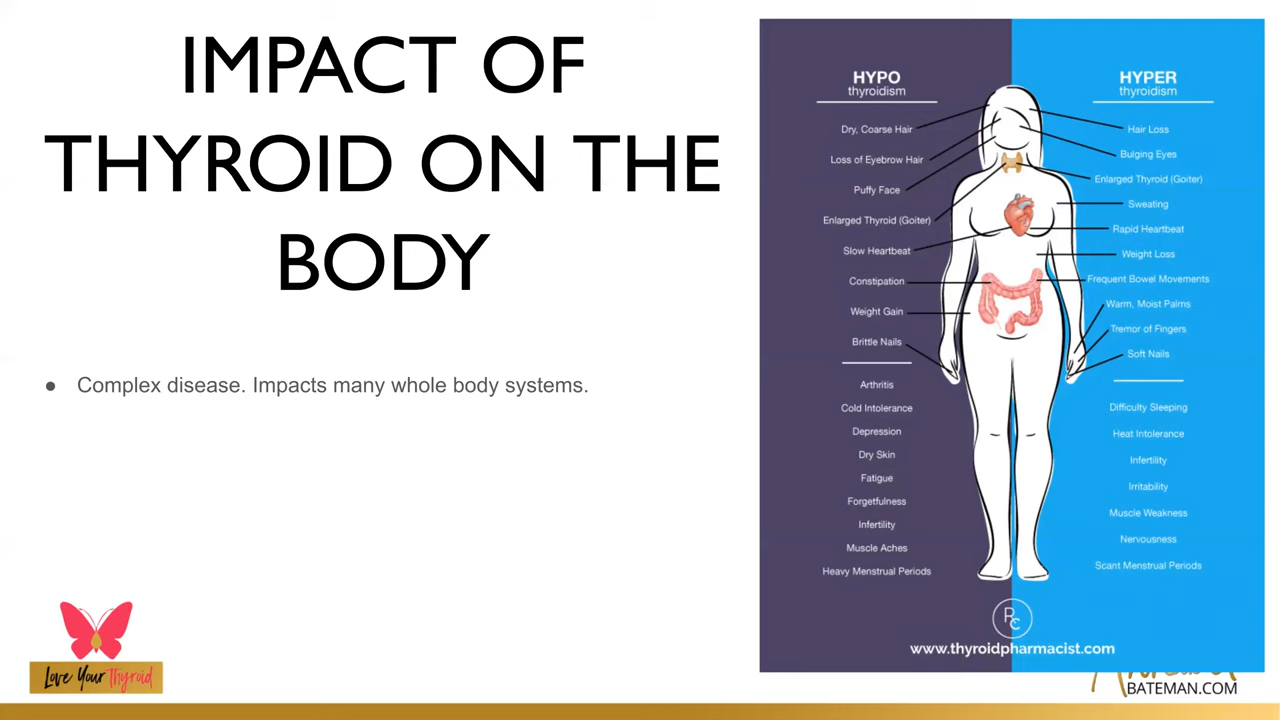 IMPACT OF
THYROID ON THE
BODY
● Complex disease. Impacts many whole body systems.
Love Your Thyroid
HYPO
thyroidism
Dry, Coarse Hair
Loss of Eyebrow Hair
Puffy Face
Enlarged Thyroid (Goiter)
Slow Heartbeat
Constipation
Weight Gain
Brittle Nails
Arthritis
Cold Intolerance
Depression
Dry Skin
Fatigue
Forgetfulness
Infertility
Muscle Aches
Heavy Menstrual Periods
HYPER
thyroidism
Hair Loss
Bulging Eyes
Enlarged Thyroid (Goiter)
Sweating
Rapid Heartbeat
Weight Loss
Frequent Bowel Movements
Warm, Moist Palms
Tremor of Fingers
Soft Nails
Difficulty Sleeping
Heat Intolerance
Infertility
Irritability
Muscle Weakness
Nervousness
Scant Menstrual Periods
PC
www.thyroidpharmacist.com
BATEMAN.COM